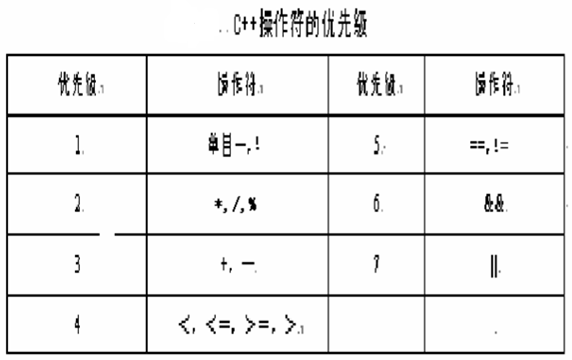 C++操作符的优先级
优先级 操作符 优先级 操作符
1 单目-,! 5 ==,!=
2 *,/,% 6 &&
3 +,- 7 ||
4 <,<=,>=,>